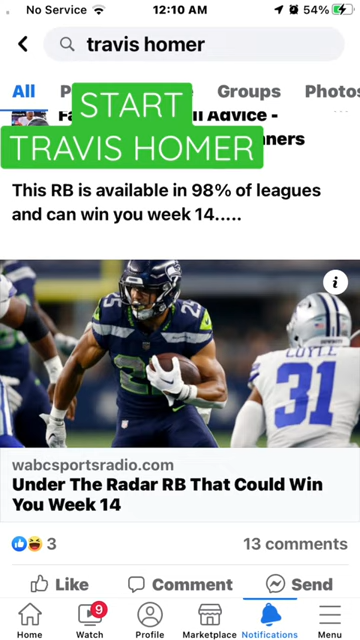 No Service 12:10 AM 54%
travis homer
All P Groups Photos
START
TRAVIS HOMER
Advice -
This RB is available in 98% of leagues
and can win you week 14.....
25
31
wabcsportsradio.com
Under The Radar RB That Could Win
You Week 14
3 13 comments
Like Comment Send
9
Home Watch Profile Marketplace Notifications Menu